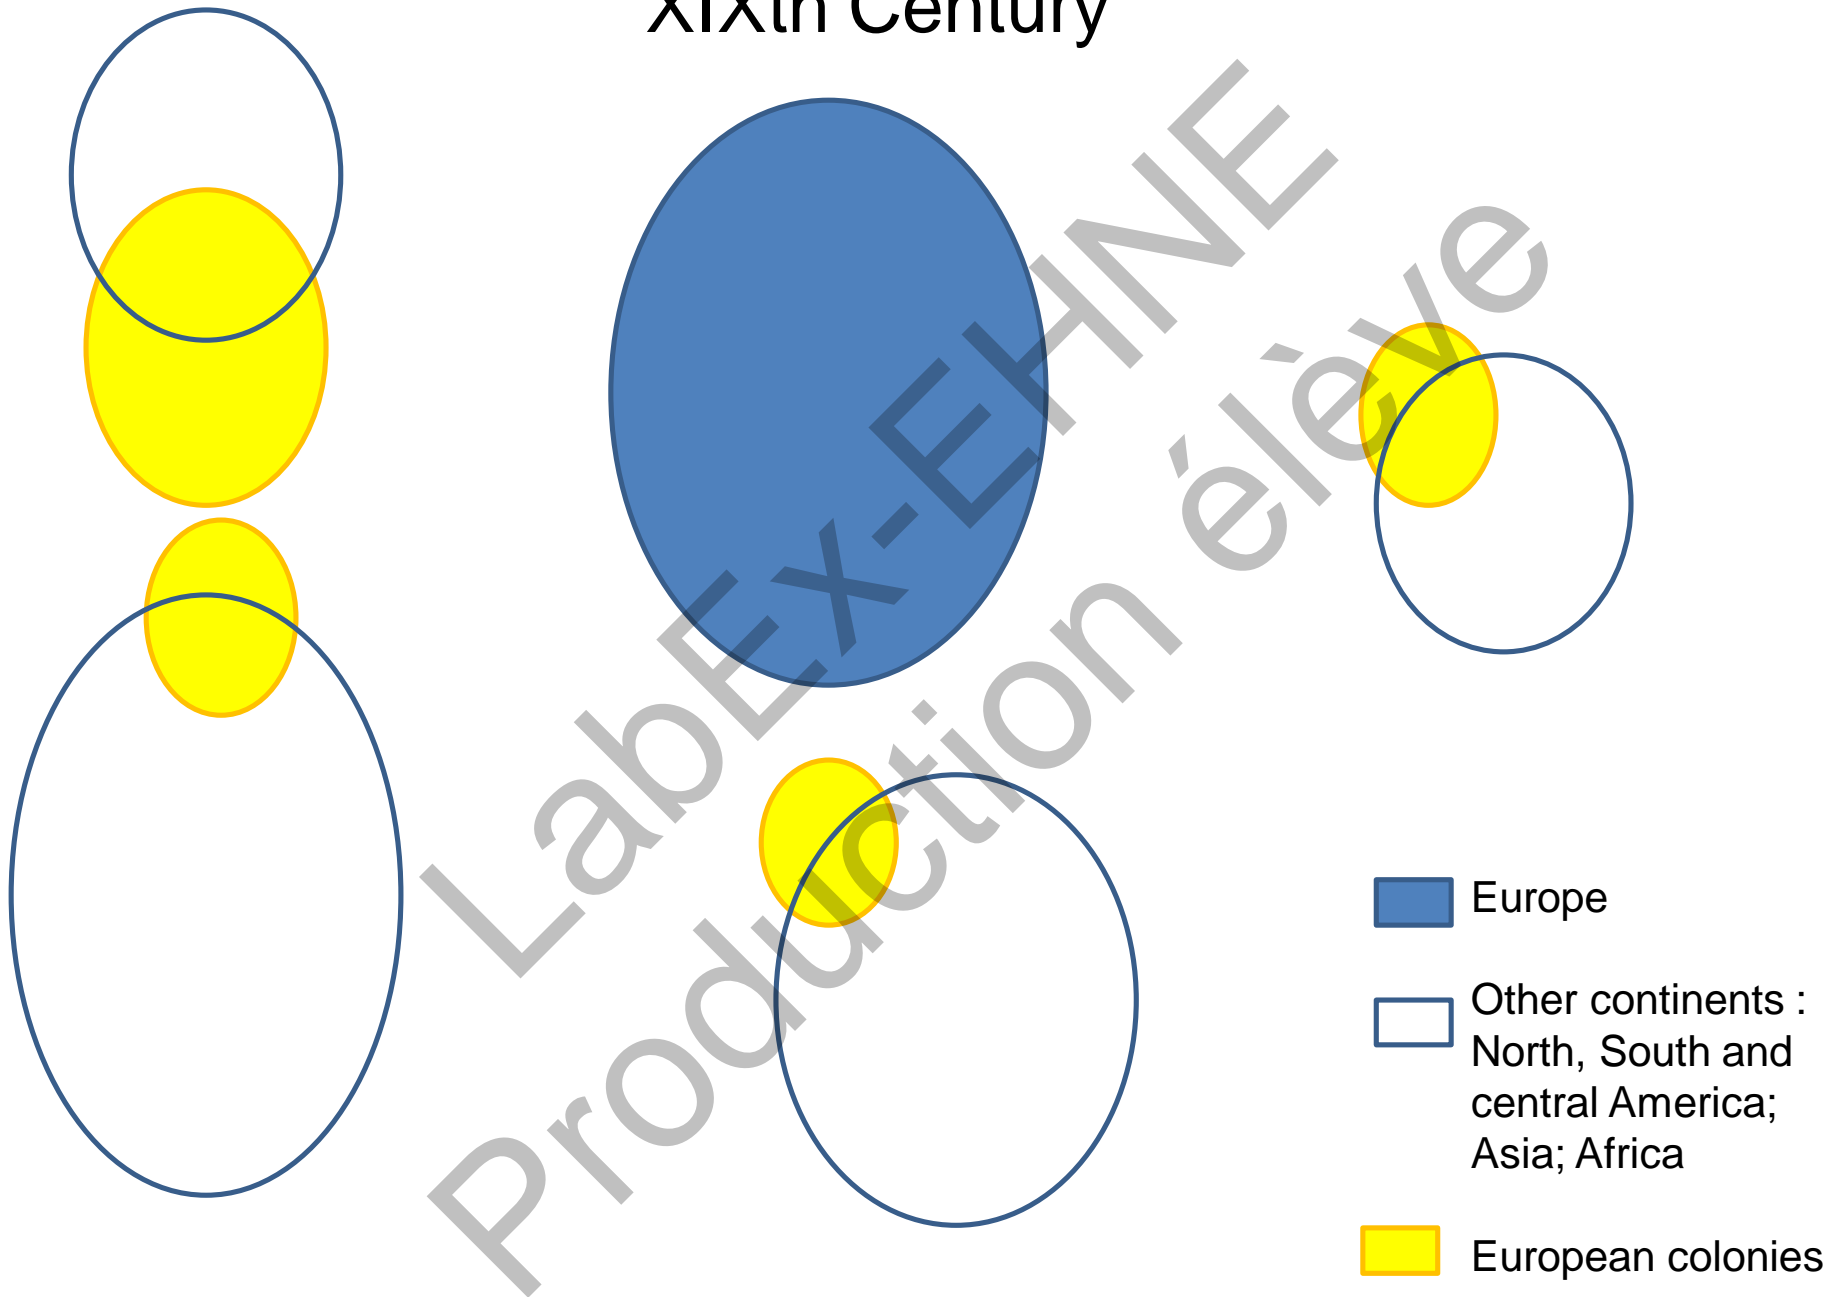 XIXth Century
LabEx-EHNE
Production élève
Europe
Other continents :
North, South and
central America;
Asia; Africa
European colonies